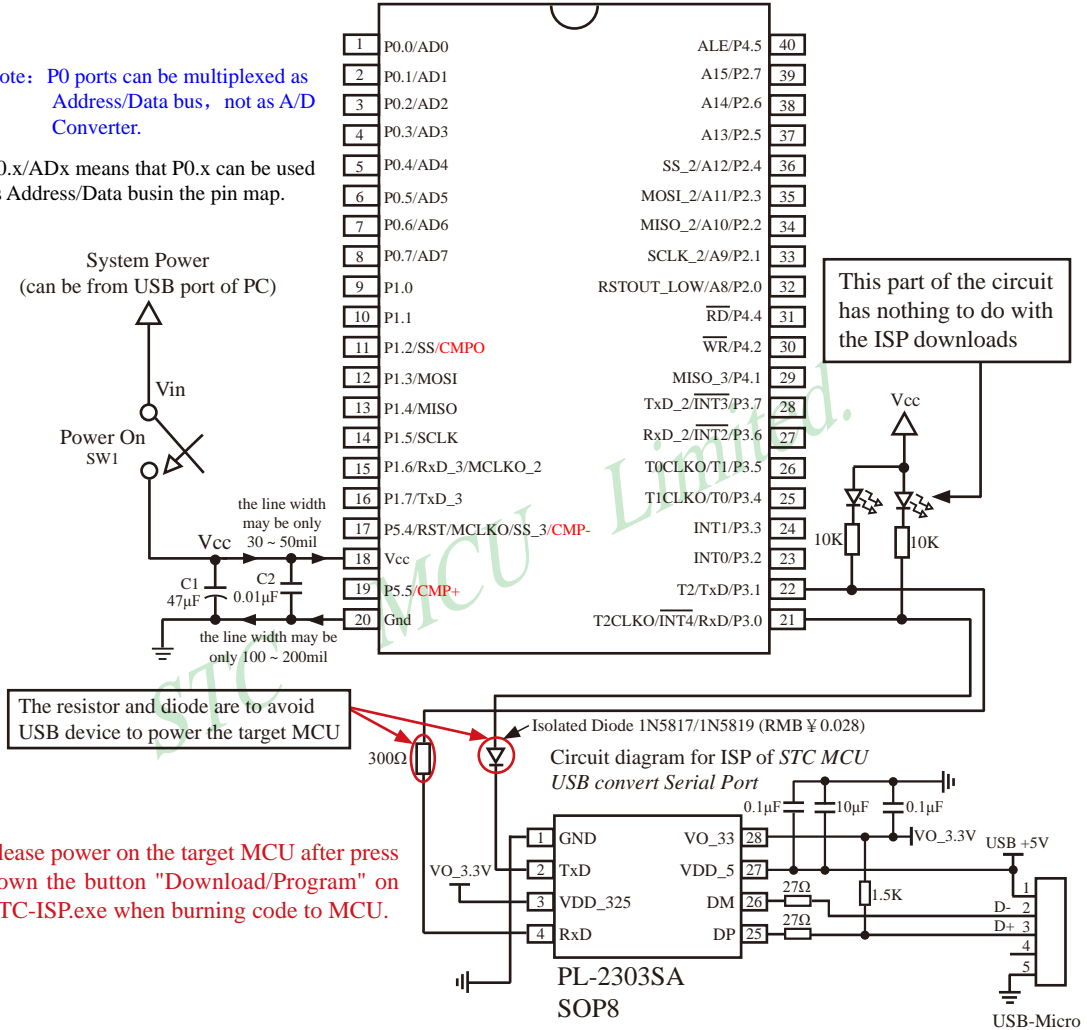 ote：P0 ports can be multiplexed as
Address/Data bus，not as A/D
Converter.
0.x/ADx means that P0.x can be used
s Address/Data busin the pin map.
System Power
(can be from USB port of PC)
Vin
Power On
SW1
the line width
may be only
30 ~ 50mil
Vcc
C1
47μF
C2
0.01μF
the line width may be
only 100 ~ 200mil
1 P0.0/AD0
2 P0.1/AD1
3 P0.2/AD2
4 P0.3/AD3
5 P0.4/AD4
6 P0.5/AD5
7 P0.6/AD6
8 P0.7/AD7
9 P1.0
10 P1.1
11 P1.2/SS/CMPO
12 P1.3/MOSI
13 P1.4/MISO
14 P1.5/SCLK
15 P1.6/RxD_3/MCLKO_2
16 P1.7/TxD_3
17 P5.4/RST/MCLKO/SS_3/CMP-
18 Vcc
19 P5.5/CMP+
20 Gnd
ALE/P4.5 40
A15/P2.7 39
A14/P2.6 38
A13/P2.5 37
SS_2/A12/P2.4 36
MOSI_2/A11/P2.3 35
MISO_2/A10/P2.2 34
SCLK_2/A9/P2.1 33
RSTOUT_LOW/A8/P2.0 32
RD/P4.4 31
WR/P4.2 30
MISO_3/P4.1 29
TxD_2/INT3/P3.7 28
RxD_2/INT2/P3.6 27
T0CLKO/T1/P3.5 26
T1CLKO/T0/P3.4 25
INT1/P3.3 24
INT0/P3.2 23
T2/TxD/P3.1 22
T2CLKO/INT4/RxD/P3.0 21
This part of the circuit
has nothing to do with
the ISP downloads
Vcc
10K
10K
STC MCU Limited.
The resistor and diode are to avoid
USB device to power the target MCU
300Ω
Isolated Diode 1N5817/1N5819 (RMB ¥ 0.028)
Circuit diagram for ISP of STC MCU
USB convert Serial Port
lease power on the target MCU after press
own the button "Download/Program" on
TC-ISP.exe when burning code to MCU.
0.1μF
10μF
0.1μF
VO_3.3V
VO_3.3V
USB +5V
1 GND
2 TxD
3 VDD_325
4 RxD
VO_33 28
VDD_5 27
DM 26
DP 25
27Ω
27Ω
1.5K
1
D- 2
D+ 3
4
5
PL-2303SA
SOP8
USB-Micro